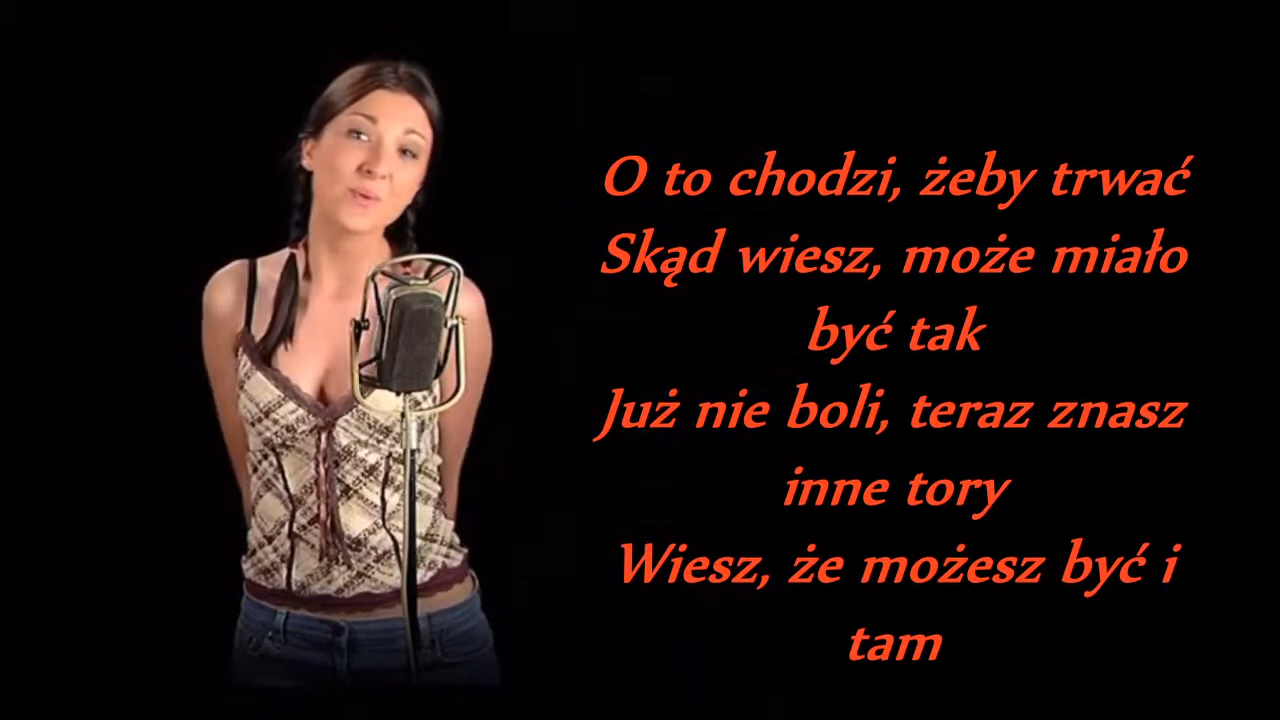 O to chodzi, żeby trwać
Skąd wiesz, może miało
być tak
Już nie boli, teraz znasz
inne tory
Wiesz, że możesz być i
tam